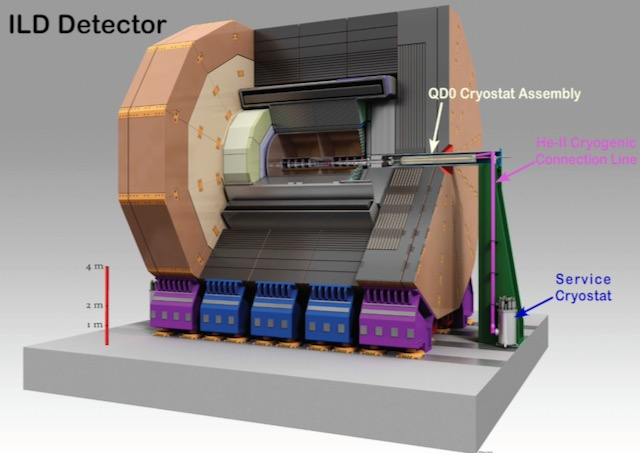 ILD Detector
QD0 Cryostat Assembly
He-II Cryogenic
Connection Line
4 m
2 m
1 m
Service
Cryostat